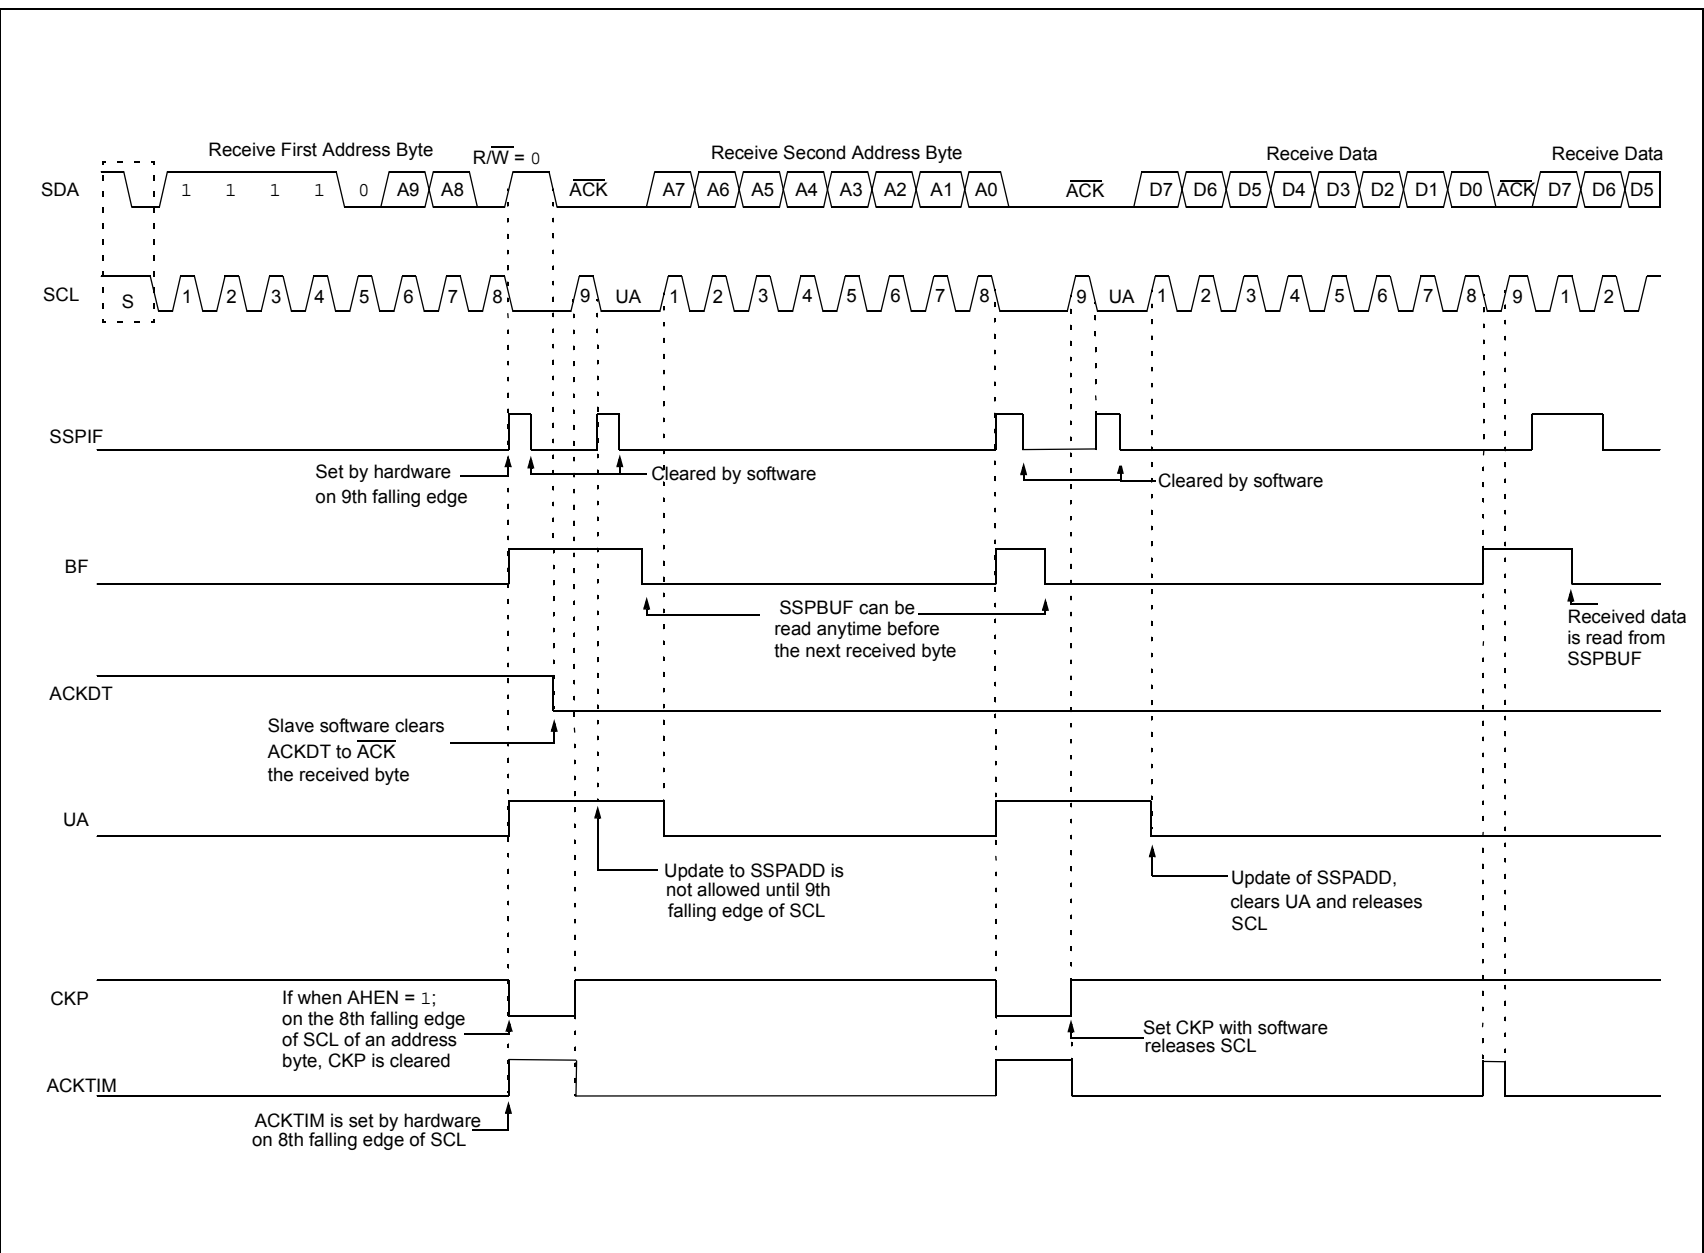 Receive First Address Byte
R/W = 0
Receive Second Address Byte
Receive Data
Receive Data
SDA
1 1 1 1 0 A9 A8
ACK
A7 A6 A5 A4 A3 A2 A1 A0
ACK
D7 D6 D5 D4 D3 D2 D1 D0
ACK
D7 D6 D5
SCL
S
1 2 3 4 5 6 7 8
9
UA
1 2 3 4 5 6 7 8
9
UA
1 2 3 4 5 6 7 8
9
1 2
SSPIF
Set by hardware
on 9th falling edge
Cleared by software
Cleared by software
BF
SSPBUF can be
read anytime before
the next received byte
Received data
is read from
SSPBUF
ACKDT
Slave software clears
ACKDT to ACK
the received byte
UA
Update to SSPADD is
not allowed until 9th
falling edge of SCL
Update of SSPADD,
clears UA and releases
SCL
CKP
If when AHEN = 1;
on the 8th falling edge
of SCL of an address
byte, CKP is cleared
Set CKP with software
releases SCL
ACKTIM
ACKTIM is set by hardware
on 8th falling edge of SCL